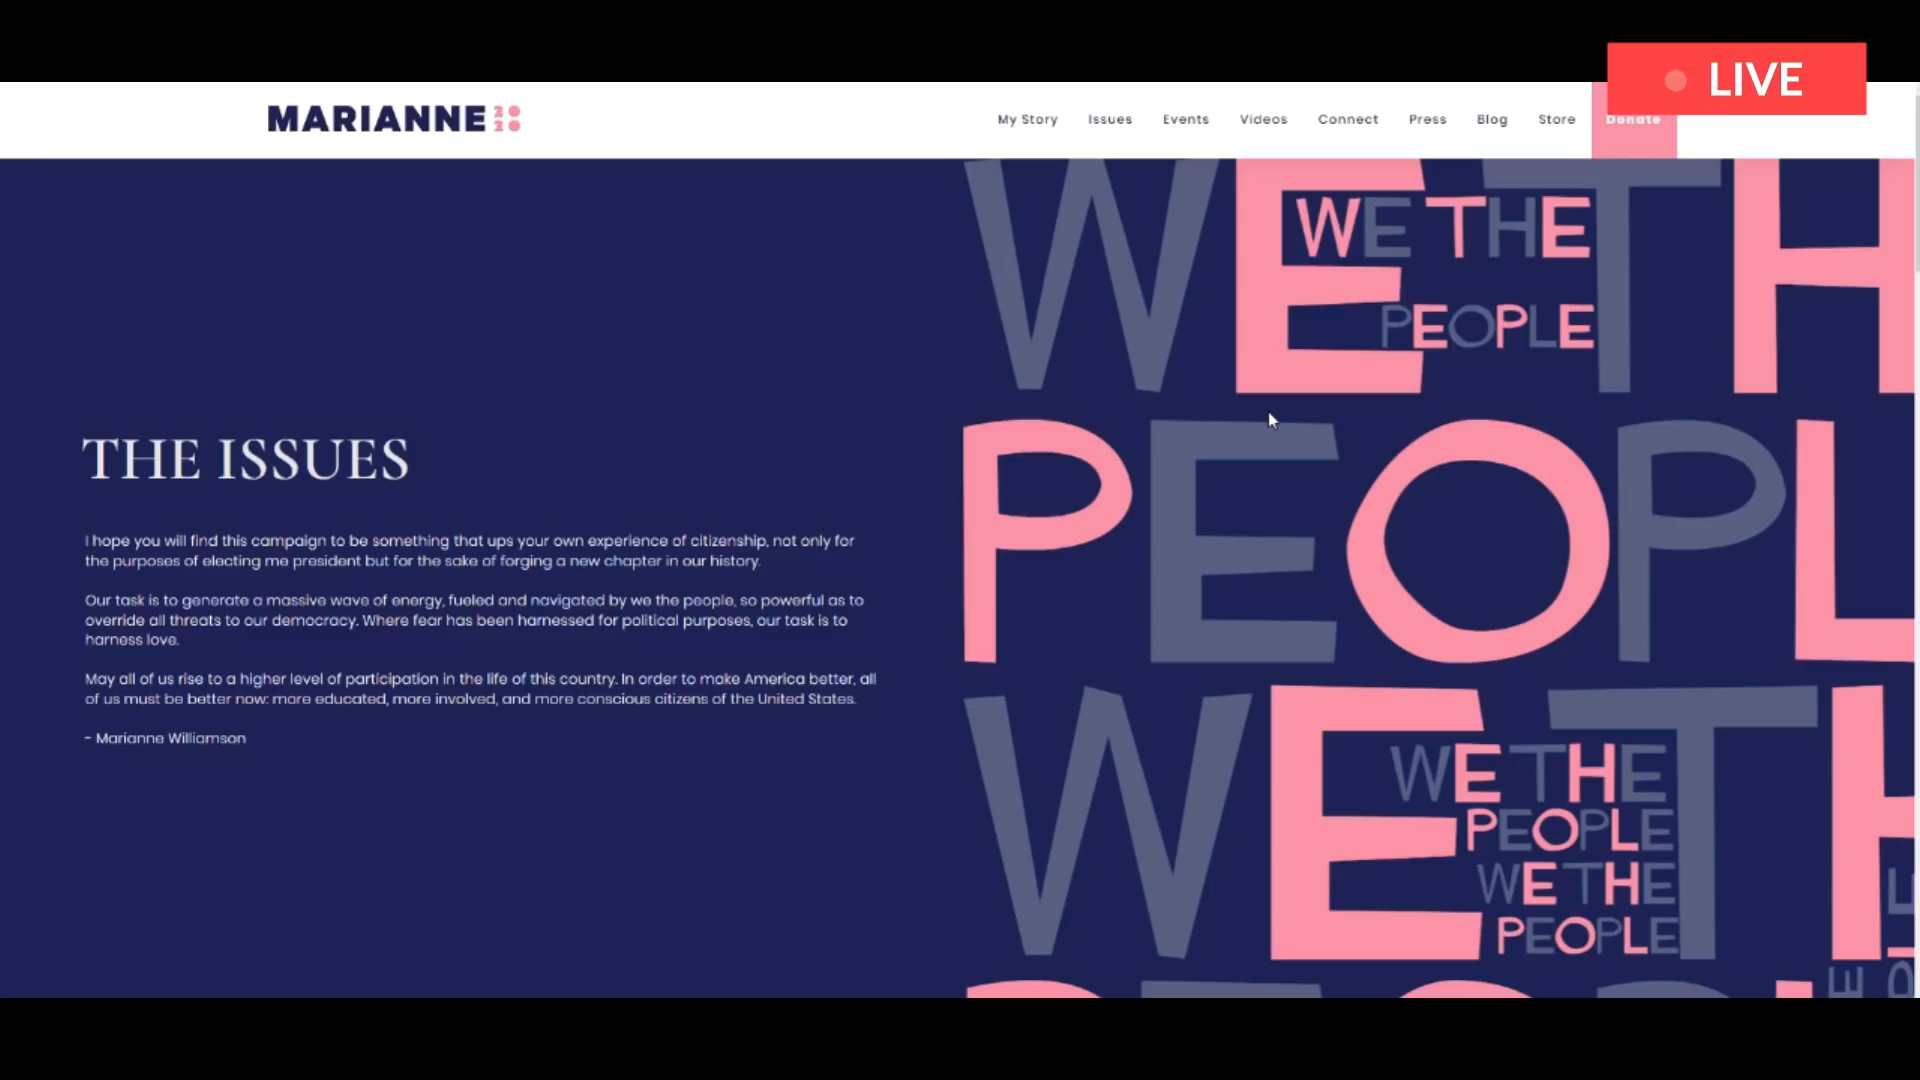 LIVE
MARIANNE 2020
My Story Issues Events Videos Connect Press Blog Store Donate
WE TH
WE THE
PEOPLE
PEOPL
WE TH
WE THE
PEOPLE
WE THE
PEOPLE
THE ISSUES
I hope you will find this campaign to be something that ups your own experience of citizenship, not only for
the purposes of electing me president but for the sake of forging a new chapter in our history.
Our task is to generate a massive wave of energy, fueled and navigated by we the people, so powerful as to
override all threats to our democracy. Where fear has been harnessed for political purposes, our task is to
harness love.
May all of us rise to a higher level of participation in the life of this country. In order to make America better, all
of us must be better now: more educated, more involved, and more conscious citizens of the United States.
- Marianne Williamson